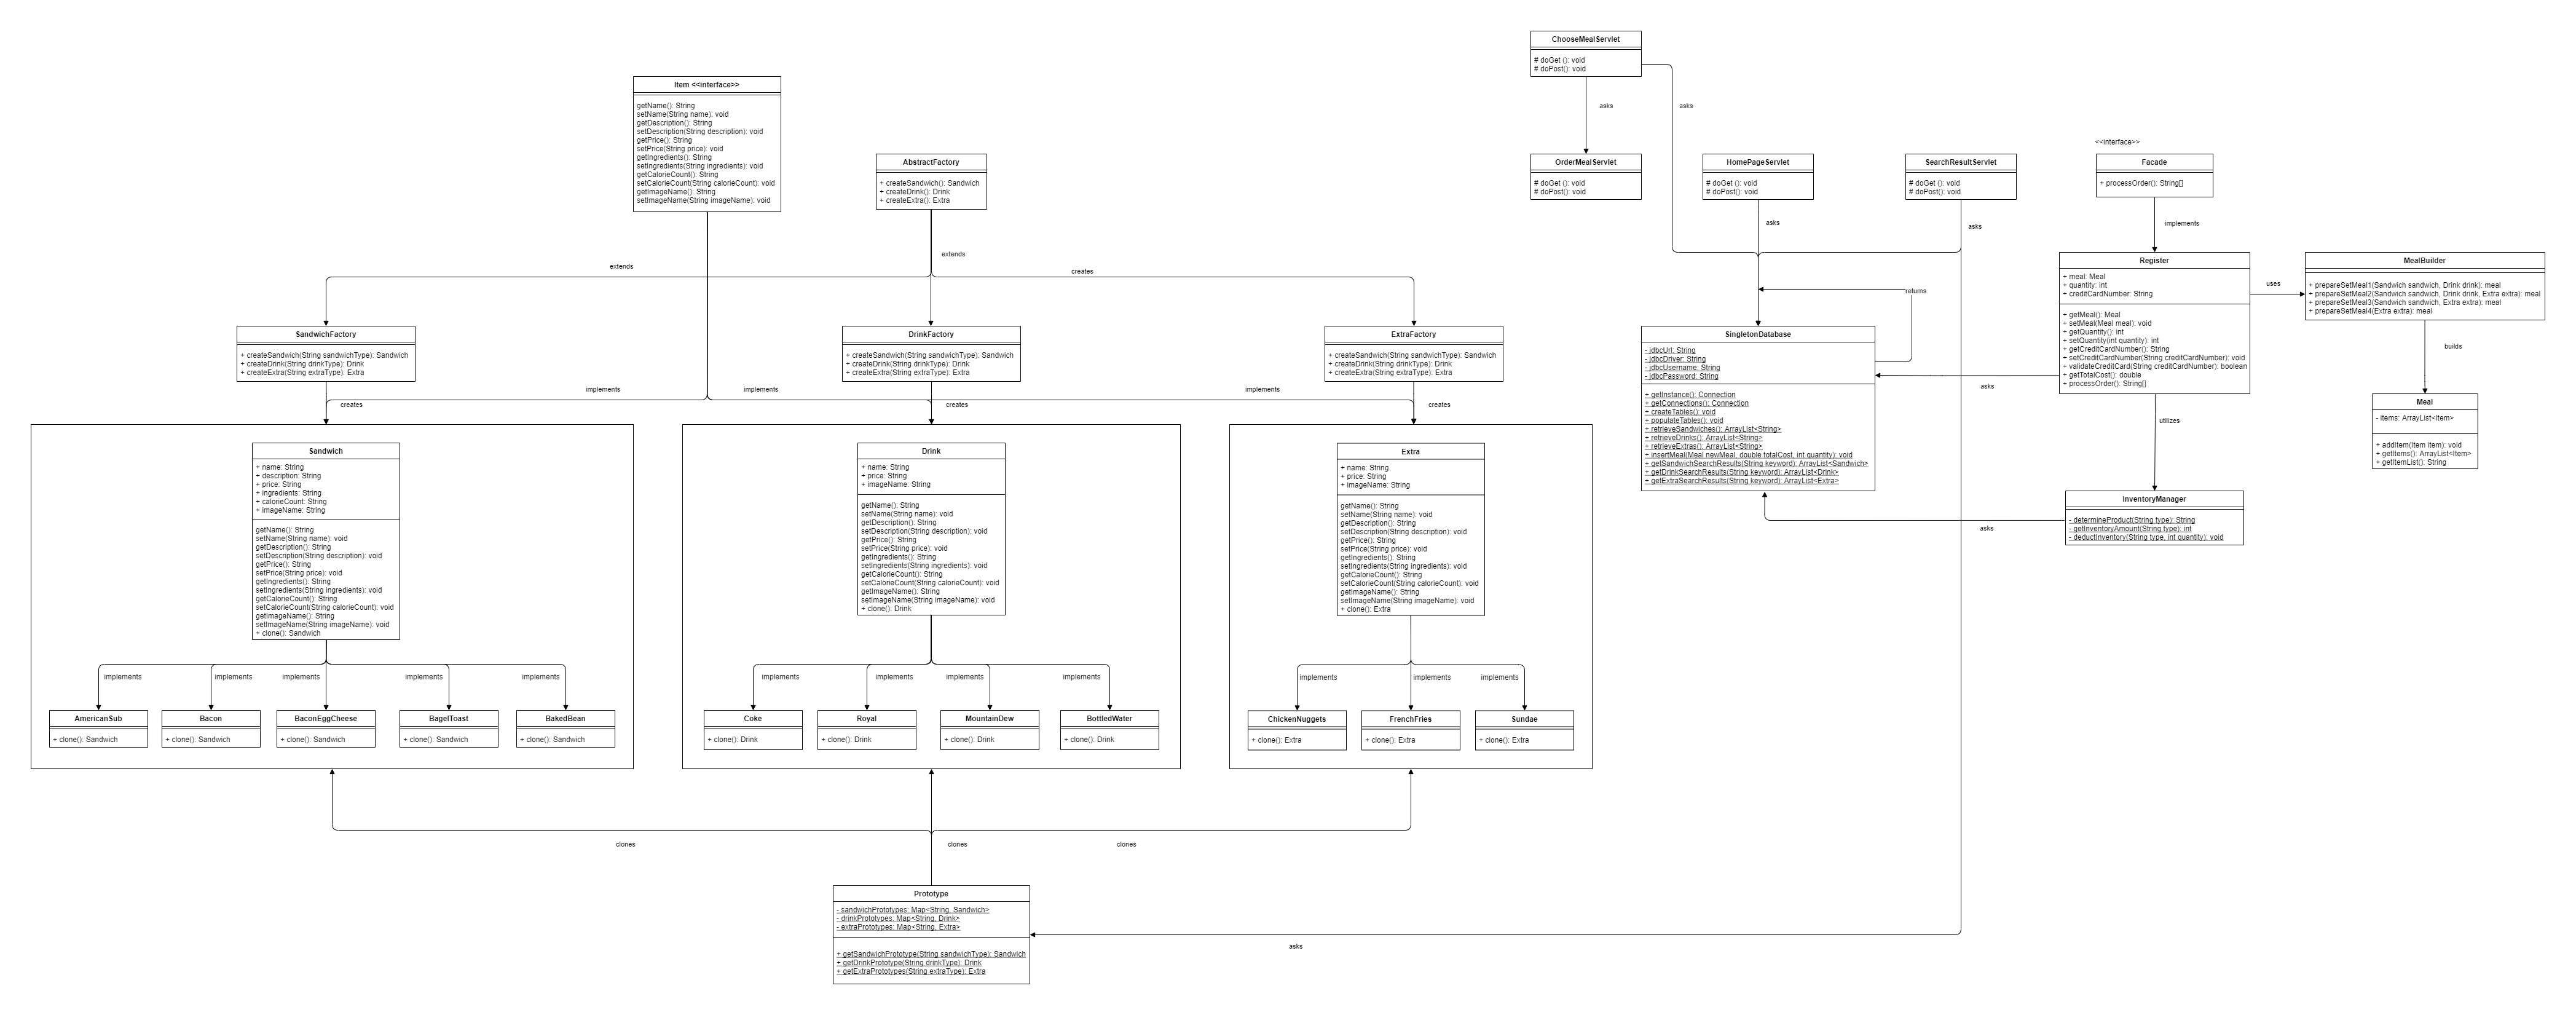 ChooseMealServlet
# doGet (): void
# doPost(): void
asks
asks
Item <<interface>>
getName(): String
setName(String name): void
getDescription(): String
setDescription(String description): void
getPrice(): String
setPrice(String price): void
getIngredients(): String
setIngredients(String ingredients): void
getCalorieCount(): String
setCalorieCount(String calorieCount): void
getImageName(): String
setImageName(String imageName): void
AbstractFactory
+ createSandwich(): Sandwich
+ createDrink(): Drink
+ createExtra(): Extra
OrderMealServlet
# doGet (): void
# doPost(): void
HomePageServlet
# doGet (): void
# doPost(): void
SearchResultServlet
# doGet (): void
# doPost(): void
<<interface>>
Facade
+ processOrder(): String[]
asks
asks
implements
extends
extends
creates
Register
+ meal: Meal
+ quantity: int
+ creditCardNumber: String
+ getMeal(): Meal
+ setMeal(Meal meal): void
+ getQuantity(): int
+ setQuantity(int quantity): int
+ getCreditCardNumber(): String
+ setCreditCardNumber(String creditCardNumber): void
+ validateCreditCard(String creditCardNumber): boolean
+ getTotalCost(): double
+ processOrder(): String[]
uses
MealBuilder
+ prepareSetMeal1(Sandwich sandwich, Drink drink): meal
+ prepareSetMeal2(Sandwich sandwich, Drink drink, Extra extra): meal
+ prepareSetMeal3(Sandwich sandwich, Extra extra): meal
+ prepareSetMeal4(Extra extra): meal
builds
returns
SandwichFactory
+ createSandwich(String sandwichType): Sandwich
+ createDrink(String drinkType): Drink
+ createExtra(String extraType): Extra
DrinkFactory
+ createSandwich(String sandwichType): Sandwich
+ createDrink(String drinkType): Drink
+ createExtra(String extraType): Extra
ExtraFactory
+ createSandwich(String sandwichType): Sandwich
+ createDrink(String drinkType): Drink
+ createExtra(String extraType): Extra
SingletonDatabase
- jdbcUrl: String
- jdbcDriver: String
- jdbcUsername: String
- jdbcPassword: String
+ getInstance(): Connection
+ getConnections(): Connection
+ createTables(): void
+ populateTables(): void
+ retrieveSandwiches(): ArrayList<String>
+ retrieveDrinks(): ArrayList<String>
+ retrieveExtras(): ArrayList<String>
+ insertMeal(Meal newMeal, double totalCost, int quantity): void
+ getSandwichSearchResults(String keyword): ArrayList<Sandwich>
+ getDrinkSearchResults(String keyword): ArrayList<Drink>
+ getExtraSearchResults(String keyword): ArrayList<Extra>
asks
implements
implements
implements
creates
creates
creates
utilizes
Meal
- items: ArrayList<Item>
+ addItem(Item item): void
+ getItems(): ArrayList<Item>
+ getItemList(): String
InventoryManager
- determineProduct(String type): String
- getInventoryAmount(String type): int
- deductInventory(String type, int quantity): void
asks
Sandwich
+ name: String
+ description: String
+ price: String
+ ingredients: String
+ calorieCount: String
+ imageName: String
getName(): String
setName(String name): void
getDescription(): String
setDescription(String description): void
getPrice(): String
setPrice(String price): void
getIngredients(): String
setIngredients(String ingredients): void
getCalorieCount(): String
setCalorieCount(String calorieCount): void
getImageName(): String
setImageName(String imageName): void
+ clone(): Sandwich
Drink
+ name: String
+ price: String
+ imageName: String
getName(): String
setName(String name): void
getDescription(): String
setDescription(String description): void
getPrice(): String
setPrice(String price): void
getIngredients(): String
setIngredients(String ingredients): void
getCalorieCount(): String
setCalorieCount(String calorieCount): void
getImageName(): String
setImageName(String imageName): void
+ clone(): Drink
Extra
+ name: String
+ price: String
+ imageName: String
getName(): String
setName(String name): void
getDescription(): String
setDescription(String description): void
getPrice(): String
setPrice(String price): void
getIngredients(): String
setIngredients(String ingredients): void
getCalorieCount(): String
setCalorieCount(String calorieCount): void
getImageName(): String
setImageName(String imageName): void
+ clone(): Extra
implements
implements
implements
implements
implements
implements
implements
implements
implements
implements
implements
implements
AmericanSub
+ clone(): Sandwich
Bacon
+ clone(): Sandwich
BaconEggCheese
+ clone(): Sandwich
BagelToast
+ clone(): Sandwich
BakedBean
+ clone(): Sandwich
Coke
+ clone(): Drink
Royal
+ clone(): Drink
MountainDew
+ clone(): Drink
BottledWater
+ clone(): Drink
ChickenNuggets
+ clone(): Extra
FrenchFries
+ clone(): Extra
Sundae
+ clone(): Extra
clones
clones
clones
Prototype
- sandwichPrototypes: Map<String, Sandwich>
- drinkPrototypes: Map<String, Drink>
- extraPrototypes: Map<String, Extra>
+ getSandwichPrototype(String sandwichType): Sandwich
+ getDrinkPrototype(String drinkType): Drink
+ getExtraPrototypes(String extraType): Extra
asks